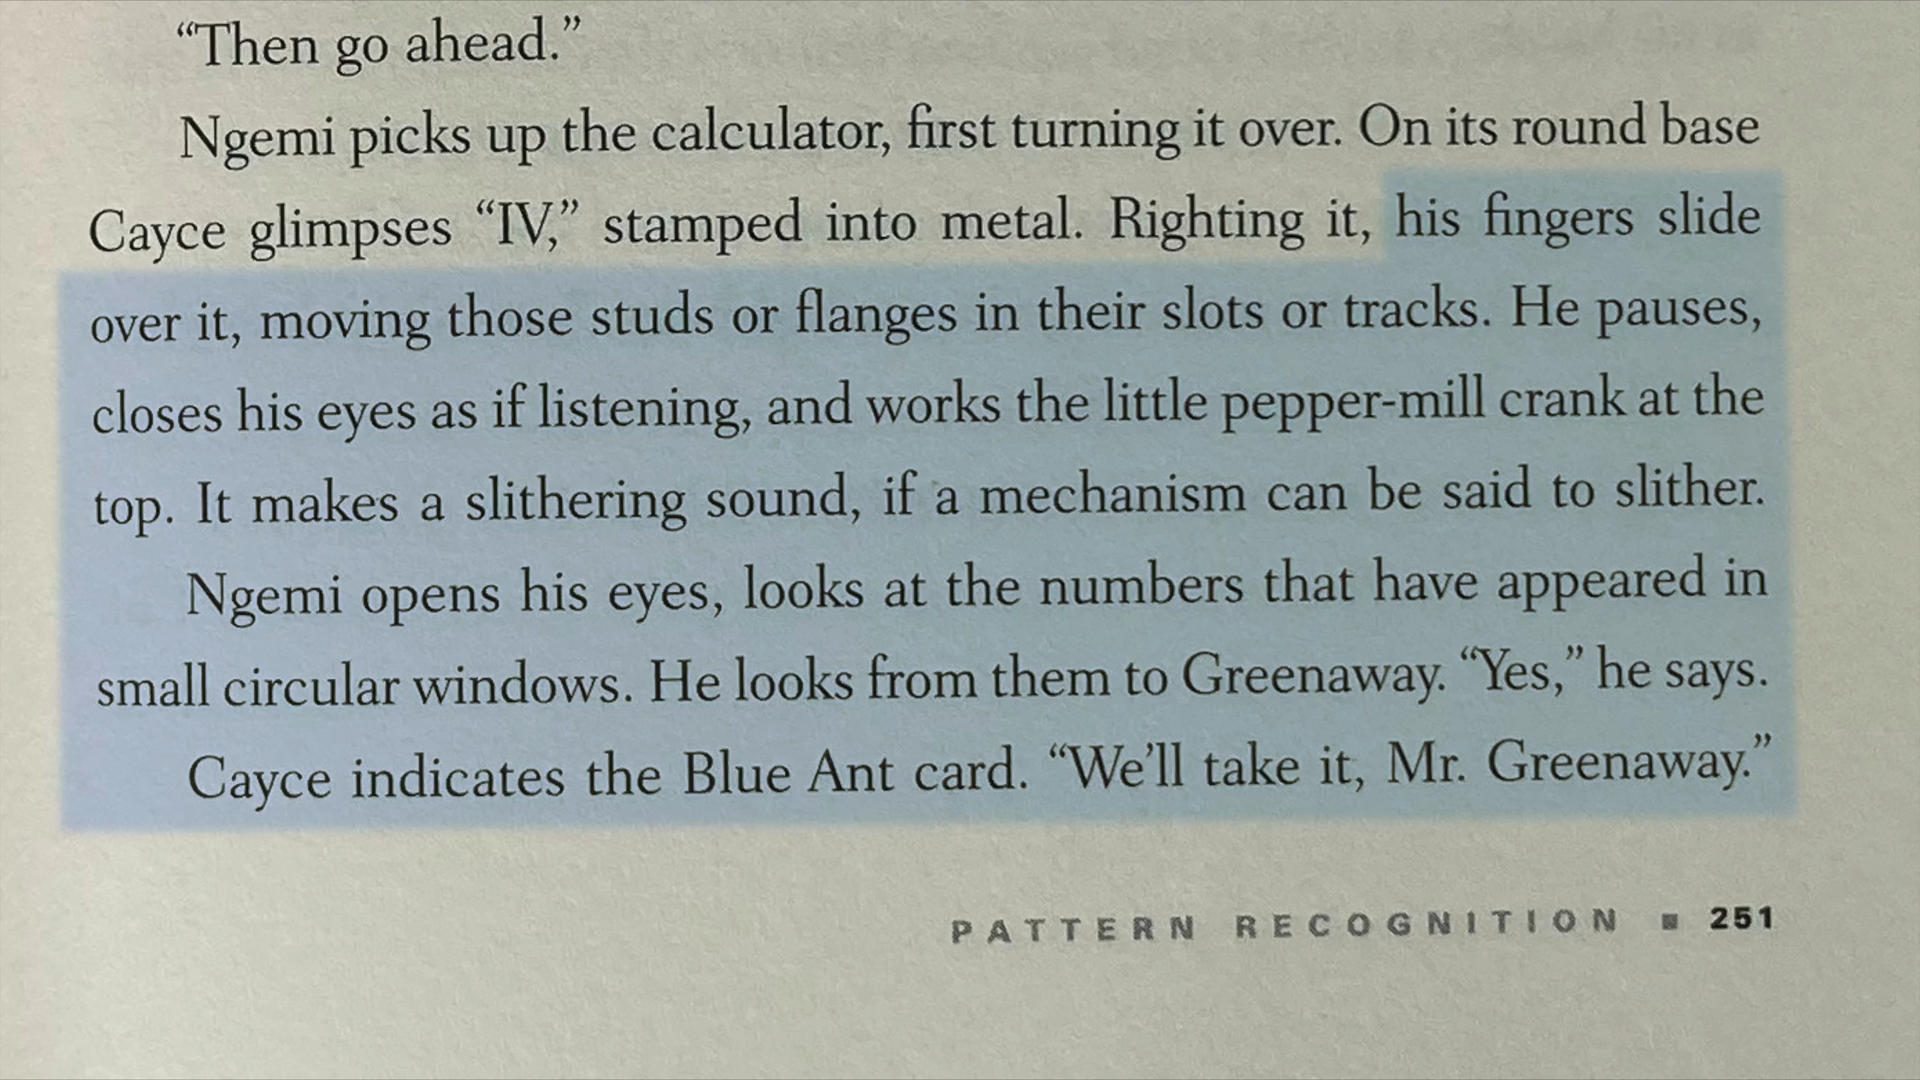 “Then go ahead.”
Ngemi picks up the calculator, first turning it over. On its round base
Cayce glimpses “IV,” stamped into metal. Righting it, his fingers slide
over it, moving those studs or flanges in their slots or tracks. He pauses,
closes his eyes as if listening, and works the little pepper-mill crank at the
top. It makes a slithering sound, if a mechanism can be said to slither.
Ngemi opens his eyes, looks at the numbers that have appeared in
small circular windows. He looks from them to Greenaway. “Yes,” he says.
Cayce indicates the Blue Ant card. “We’ll take it, Mr. Greenaway.”
PATTERN RECOGNITION ■ 251